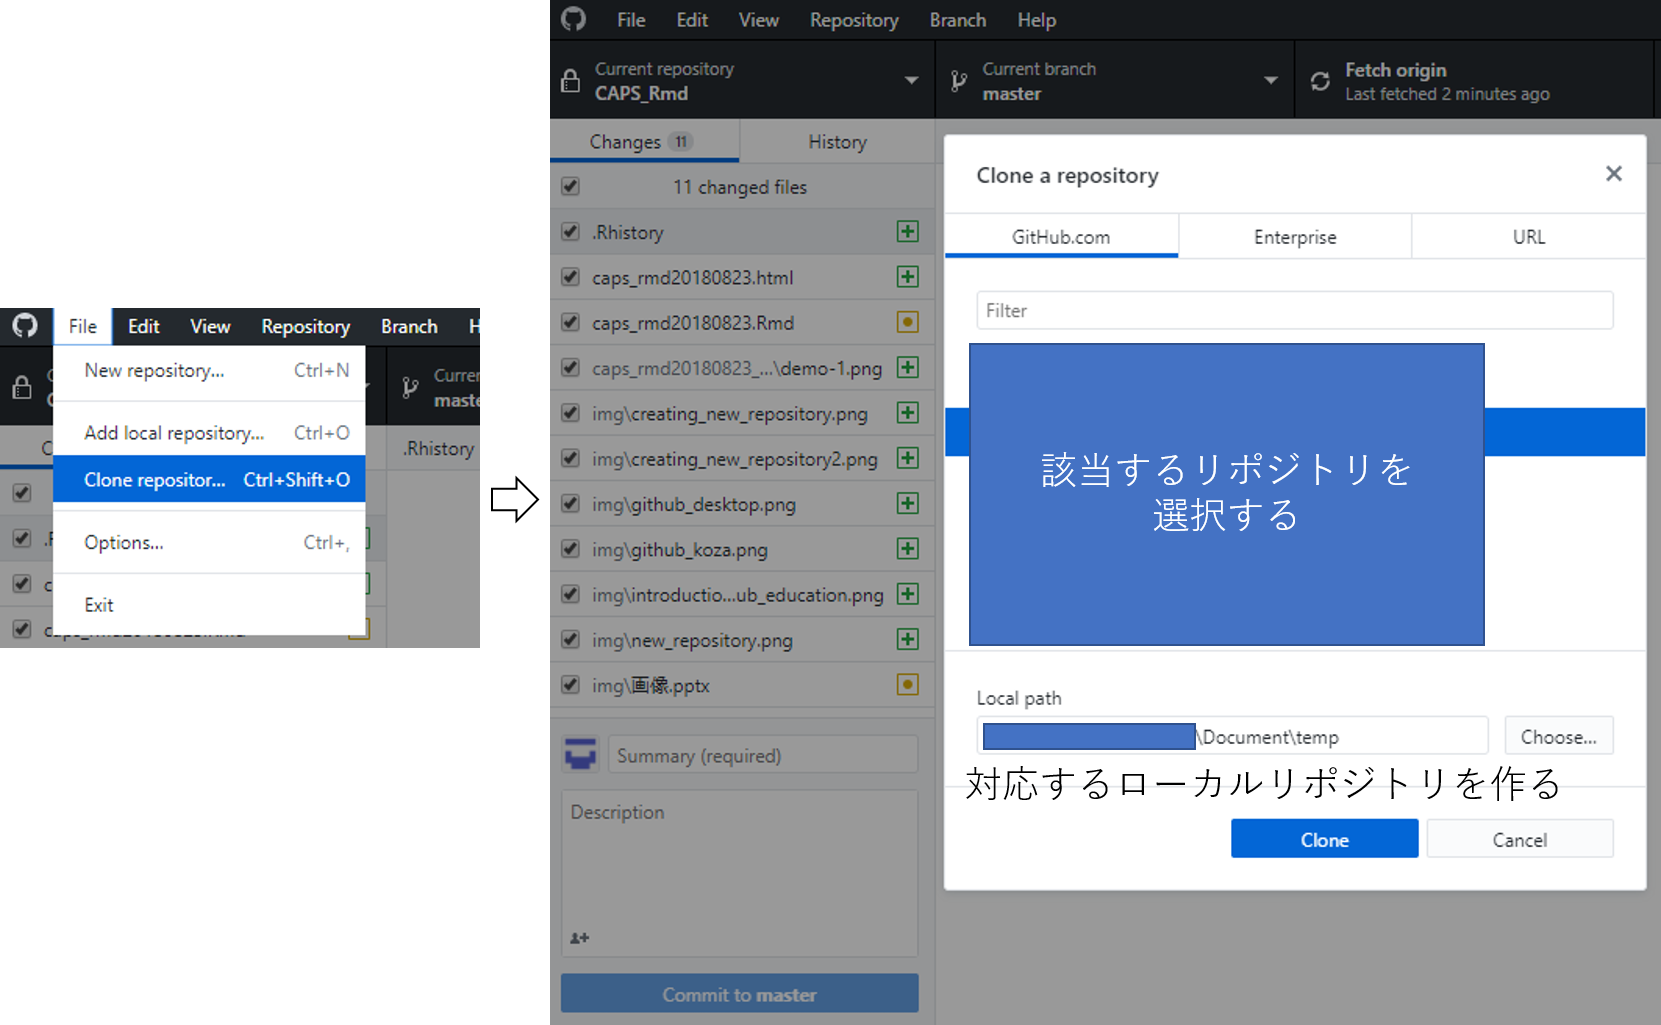 File Edit View Repository Branch H
New repository... Ctrl+N
Curre
maste
Add local repository... Ctrl+O
.Rhistory
Clone repositor... Ctrl+Shift+O
Options... Ctrl+,
Exit
File Edit View Repository Branch Help
Current repository
CAPS_Rmd
Current branch
master
Fetch origin
Last fetched 2 minutes ago
Changes 11 History
11 changed files
.Rhistory
caps_rmd20180823.html
caps_rmd20180823.Rmd
caps_rmd20180823_...\demo-1.png
img\creating_new_repository.png
img\creating_new_repository2.png
img\github_desktop.png
img\github_koza.png
img\introductio...ub_education.png
img\new_repository.png
img\画像.pptx
Summary (required)
Description
Commit to master
Clone a repository
GitHub.com Enterprise URL
Filter
該当するリポジトリを
選択する
Local path
\Document\temp Choose...
対応するローカルリポジトリを作る
Clone Cancel